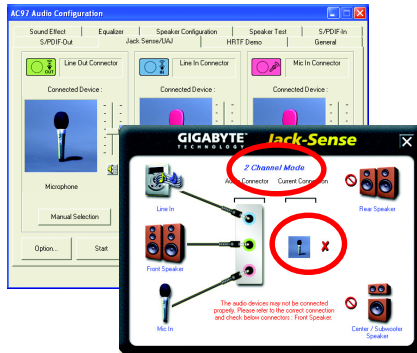 AC97 Audio Configuration
Sound Effect
Equalizer
Speaker Configuration
Speaker Test
S/PDIF-In
S/PDIF-Out
Jack Sense/UAJ
HRTF Demo
General
OUT
Line Out Connector
IN
Line In Connector
Mic In Connector
Connected Device :
Connected Device :
Connected Device :
Microphone
Manual Selection
Option...
Start
GIGABYTE™
TECHNOLOGY
Jack-Sense
2 Channel Mode
Connector
Current Connection
Line In
Rear Speaker
Front Speaker
Mic In
The audio devices may not be connected
properly. Please refer to the correct connection
and check below connectors : Front Speaker.
Center / Subwoofer
Speaker